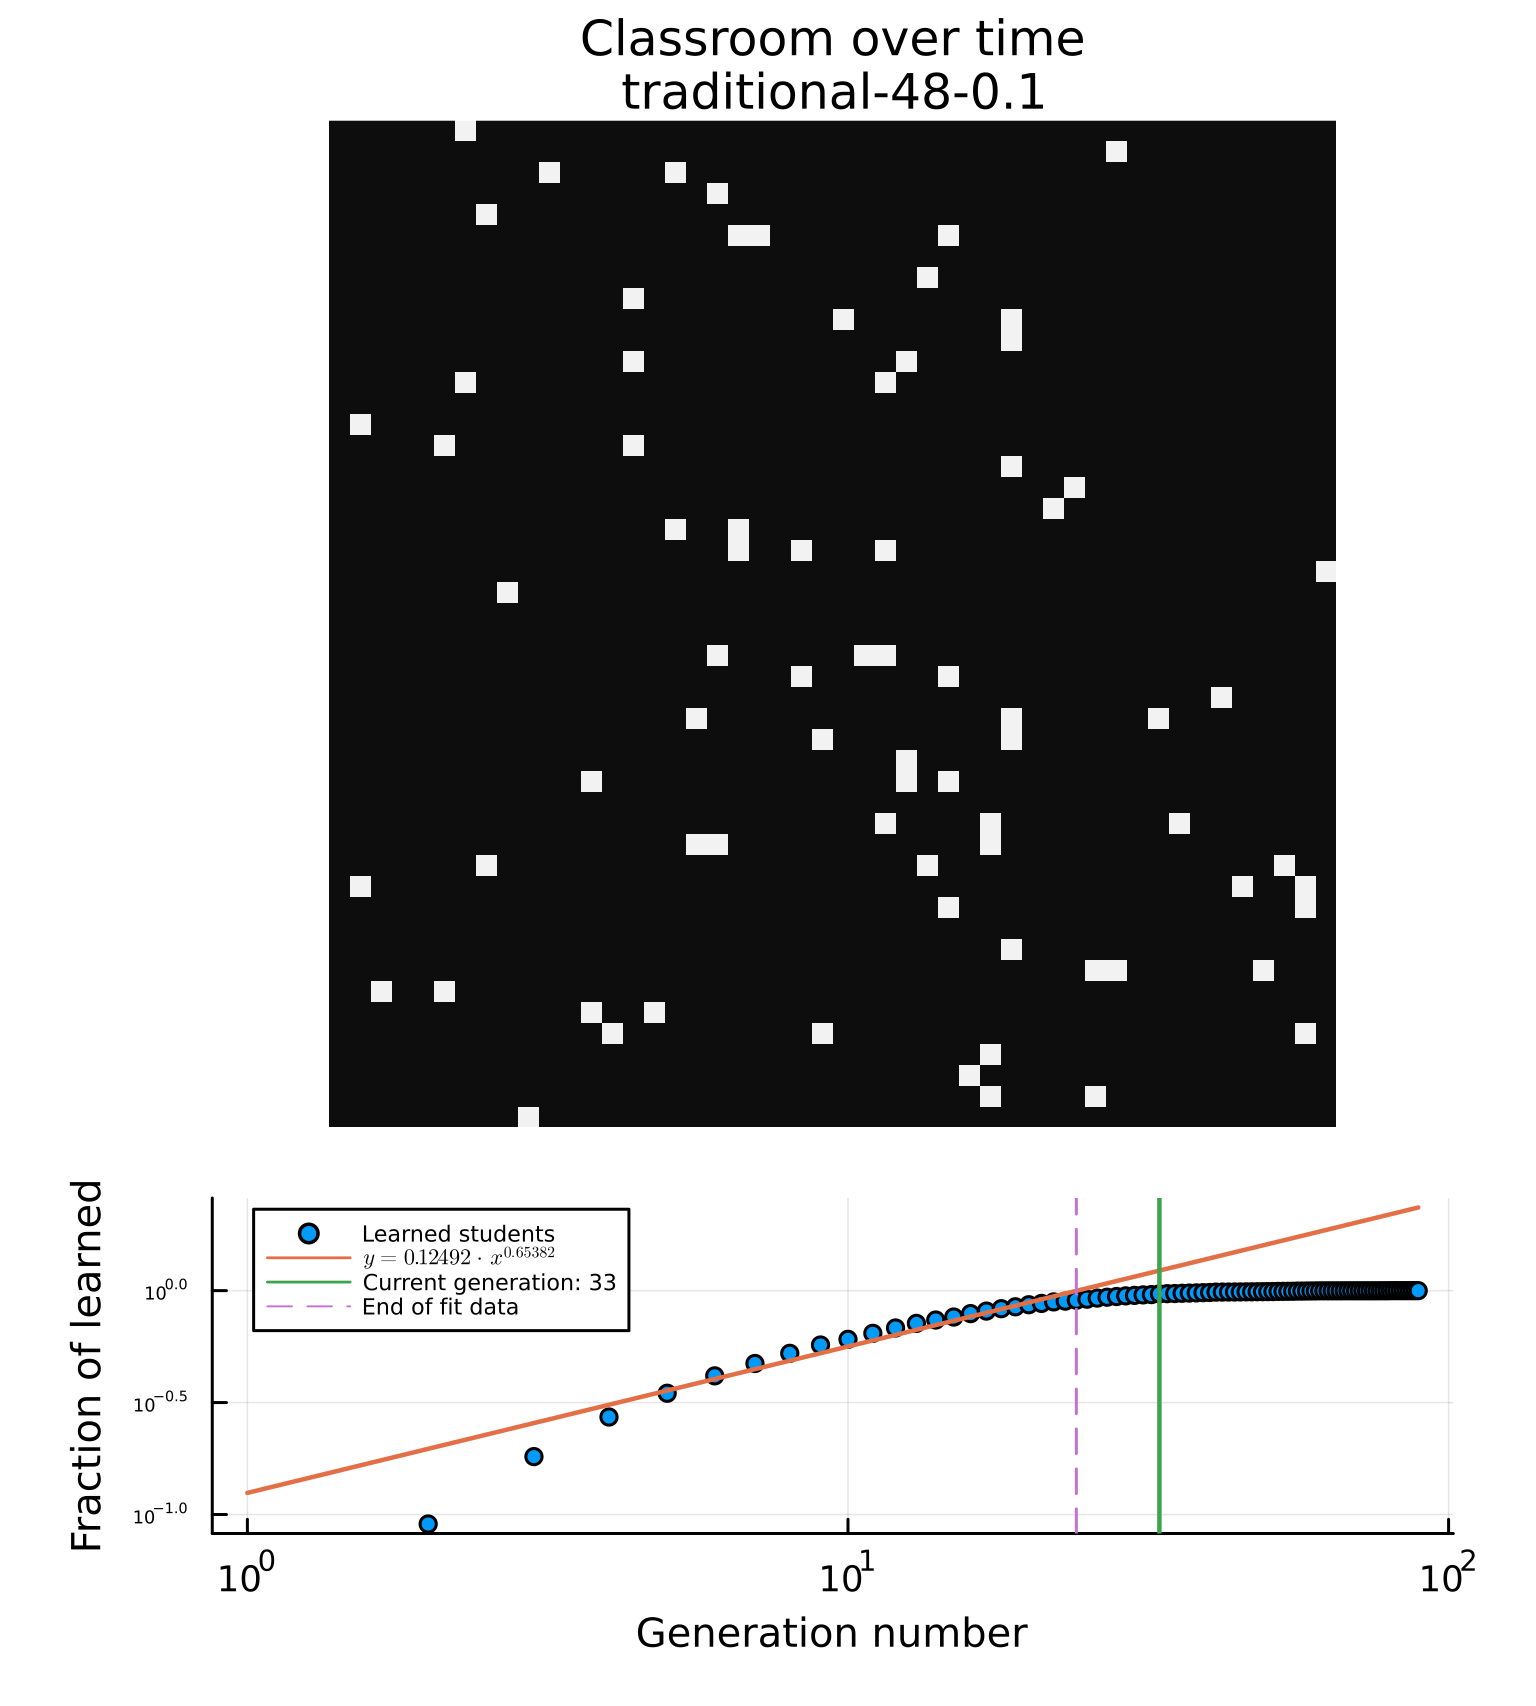 Classroom over time
traditional-48-0.1
Learned students
y = 0.12492 · x^0.65382
Current generation: 33
End of fit data
Fraction of learned
10^0.0
10^−0.5
10^−1.0
10^0 10^1 10^2
Generation number